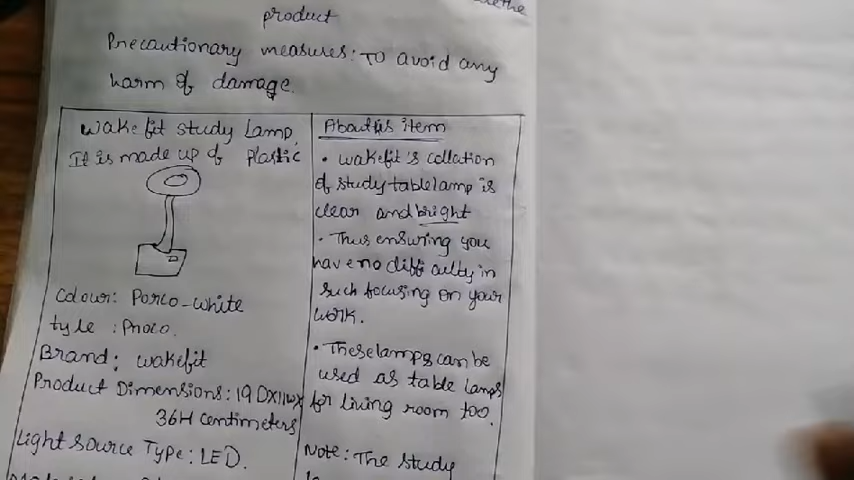 product
Precautionary measures: To avoid any
harm of damage.
Wakefit study Lamp.
It is made up of plastic
Colour: Porco-white
type : Proco.
Brand: wakefit
Product Dimensions: 19 Dx11wx
36H Centimeters
Light Source Type: LED.
About this item
• wakefit's collation
of study table lamp is
clear and bright
• Thus ensuring you
have no difficulty in
such focusing on your
work.
• These lamps can be
used as table lamps
for living room too.
Note: The study